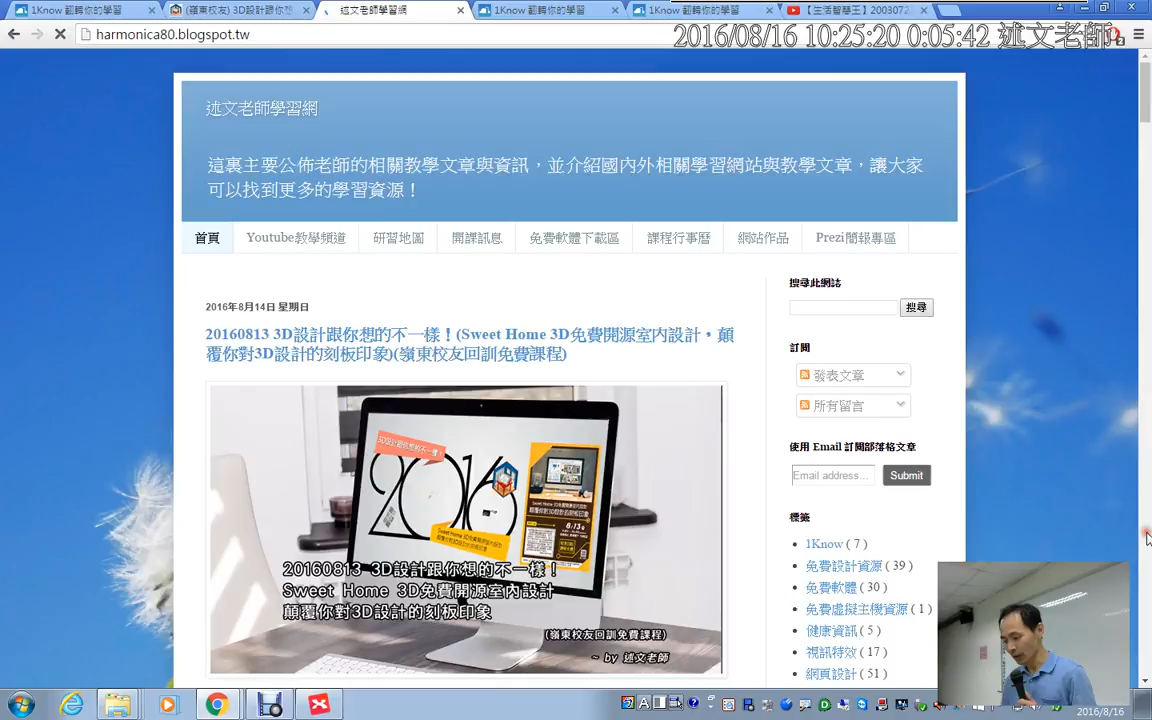 1Know 翻轉你的學習
(嶺東校友) 3D設計跟你想
述文老師學習網
1Know 翻轉你的學習
1Know 翻轉你的學習
【生活智慧王】2003072
harmonica80.blogspot.tw
2016/08/16 10:25:20 0:05:42 述文老師
述文老師學習網
這裏主要公佈老師的相關教學文章與資訊，並介紹國內外相關學習網站與教學文章，讓大家
可以找到更多的學習資源！
首頁
Youtube教學頻道
研習地圖
開課訊息
免費軟體下載區
課程行事曆
網站作品
Prezi簡報專區
2016年8月14日 星期日
20160813 3D設計跟你想的不一樣！(Sweet Home 3D免費開源室內設計，顛
覆你對3D設計的刻板印象)(嶺東校友回訓免費課程)
3D設計跟你想的不一樣！
2016
8/13
20160813 3D設計跟你想的不一樣！
Sweet Home 3D免費開源室內設計
顛覆你對3D設計的刻板印象
(嶺東校友回訓免費課程)
~ by 述文老師
搜尋此網誌
搜尋
訂閱
發表文章
所有留言
使用 Email 訂閱部落格文章
Email address...
Submit
標籤
1Know ( 7 )
免費設計資源 ( 39 )
免費軟體 ( 30 )
免費虛擬主機資源 ( 1 )
健康資訊 ( 5 )
視訊特效 ( 17 )
網頁設計 ( 51 )
2016/8/16